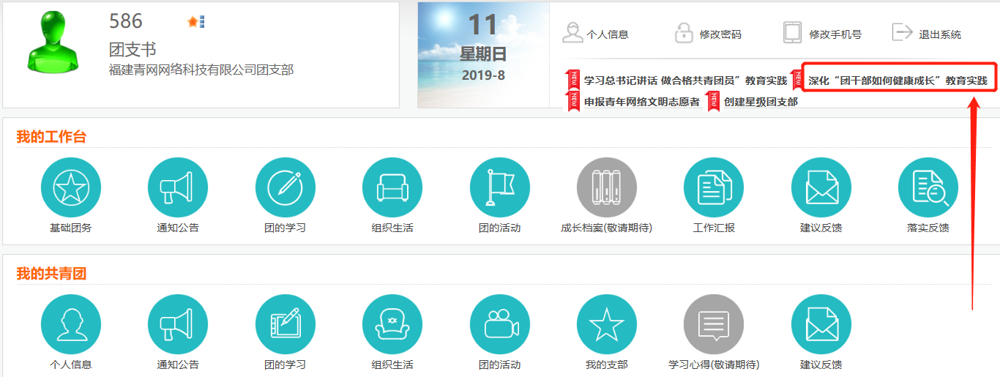 586
团支书
福建青网网络科技有限公司团支部
11
星期日
2019-8
个人信息 修改密码 修改手机号 退出系统
NEW 学习总书记讲话 做合格共青团员”教育实践 NEW 深化“团干部如何健康成长”教育实践
NEW 申报青年网络文明志愿者 NEW 创建星级团支部
我的工作台
基础团务 通知公告 团的学习 组织生活 团的活动 成长档案(敬请期待) 工作汇报 建议反馈 落实反馈
我的共青团
个人信息 通知公告 团的学习 组织生活 团的活动 我的支部 学习心得(敬请期待) 建议反馈